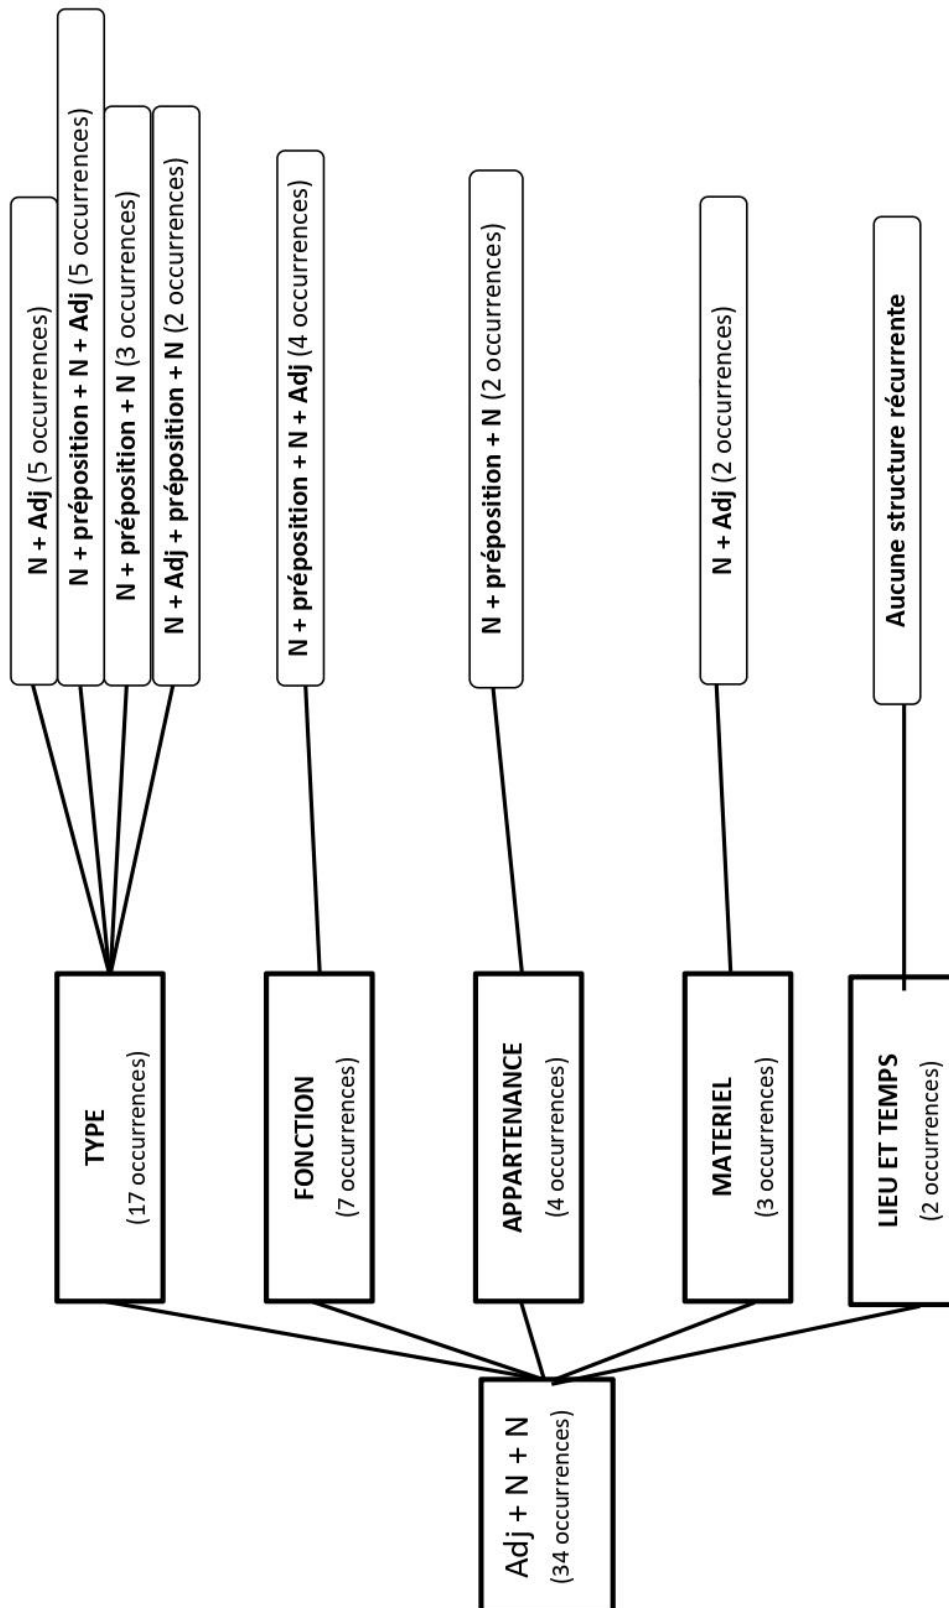 Adj + N + N
(34 occurrences)
TYPE
(17 occurrences)
N + Adj (5 occurrences)
N + préposition + N + Adj (5 occurrences)
N + préposition + N (3 occurrences)
N + Adj + préposition + N (2 occurrences)
FONCTION
(7 occurrences)
N + préposition + N + Adj (4 occurrences)
APPARTENANCE
(4 occurrences)
N + préposition + N (2 occurrences)
MATERIEL
(3 occurrences)
N + Adj (2 occurrences)
LIEU ET TEMPS
(2 occurrences)
Aucune structure récurrente